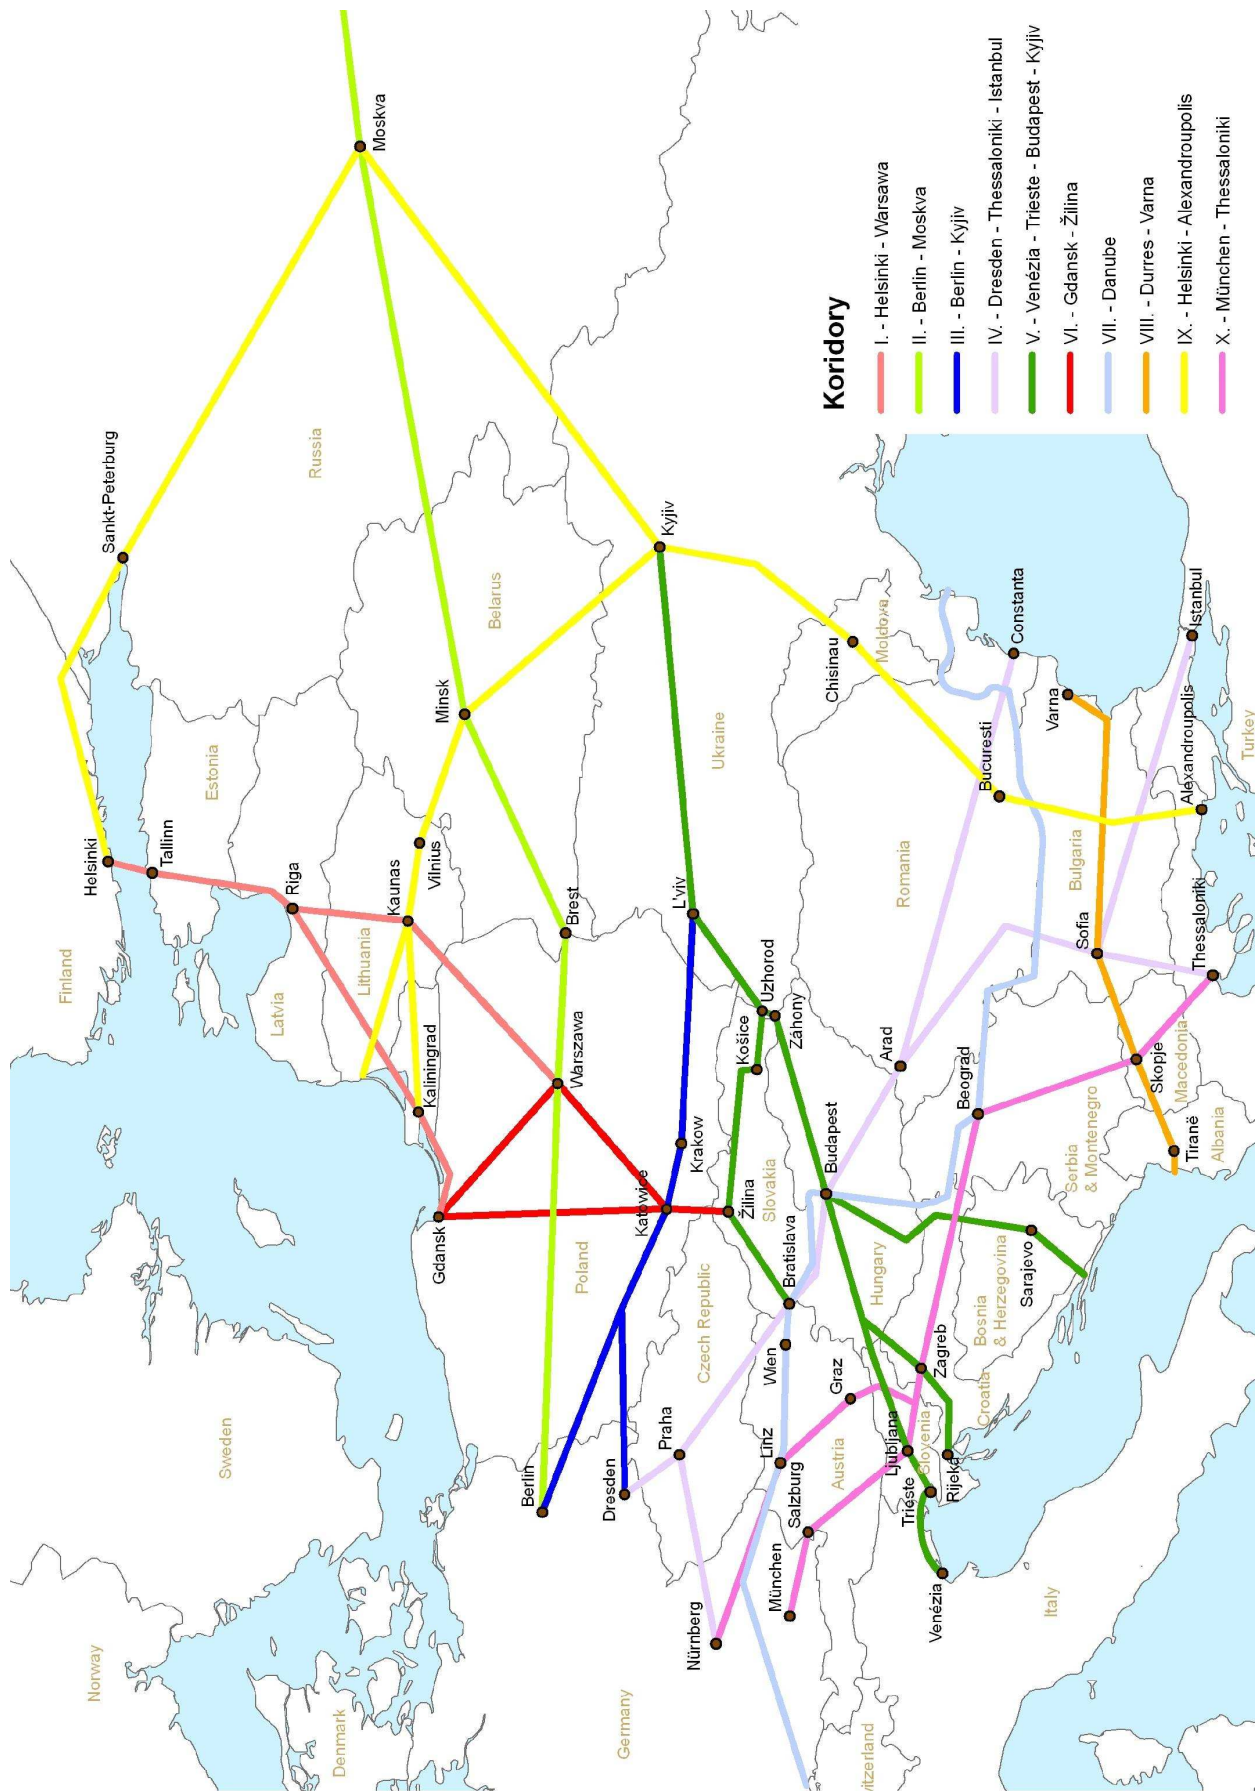 Norway
Sweden
Finland
Helsinki
Sankt-Peterburg
Moskva
Tallinn
Estonia
Russia
Riga
Latvia
Lithuania
Kaunas
Vilnius
Denmark
Kaliningrad
Gdansk
Minsk
Belarus
Berlin
Poland
Warszawa
Brest
Germany
Dresden
Katowice
Krakow
L'viv
Kyjiv
Ukraine
Praha
Czech Republic
Nürnberg
Žilina
Košice
Uzhorod
Slovakia
Záhony
Linz
Wien
Bratislava
München
Salzburg
Austria
Graz
Budapest
Hungary
Chisinau
Moldova
itzerland
Ljubijana
Slovenia
Zagreb
Arad
Romania
Trieste
Rijeka
Croatia
Venézia
Beograd
Bucuresti
Constanta
Bosnia
& Herzegovina
Sarajevo
Italy
Serbia
& Montenegro
Sofia
Bulgaria
Varna
Skopje
Macedonia
Tiranë
Albania
Thessaloniki
Alexandroupolis
Istanbul
Turkey
Koridory
I. - Helsinki - Warsawa
II. - Berlin - Moskva
III. - Berlin - Kyjiv
IV. - Dresden - Thessaloniki - Istanbul
V. - Venézia - Trieste - Budapest - Kyjiv
VI. - Gdansk - Žilina
VII. - Danube
VIII. - Durres - Varna
IX. - Helsinki - Alexandroupolis
X. - München - Thessaloniki